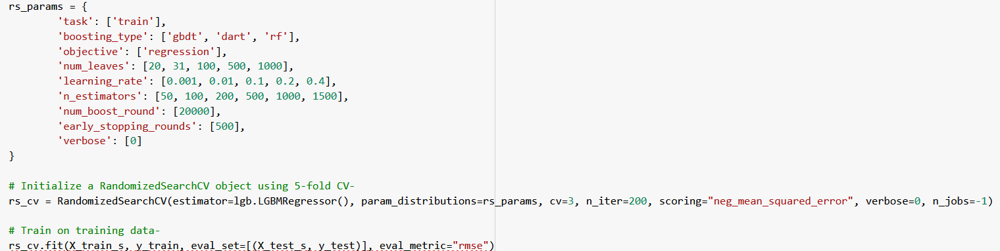 rs_params = {
'task': ['train'],
'boosting_type': ['gbdt', 'dart', 'rf'],
'objective': ['regression'],
'num_leaves': [20, 31, 100, 500, 1000],
'learning_rate': [0.001, 0.01, 0.1, 0.2, 0.4],
'n_estimators': [50, 100, 200, 500, 1000, 1500],
'num_boost_round': [20000],
'early_stopping_rounds': [500],
'verbose': [0]
}
# Initialize a RandomizedSearchCV object using 5-fold CV-
rs_cv = RandomizedSearchCV(estimator=lgb.LGBMRegressor(), param_distributions=rs_params, cv=3, n_iter=200, scoring="neg_mean_squared_error", verbose=0, n_jobs=-1)
# Train on training data-
rs_cv.fit(X_train_s, y_train, eval_set=[(X_test_s, y_test)], eval_metric="rmse")